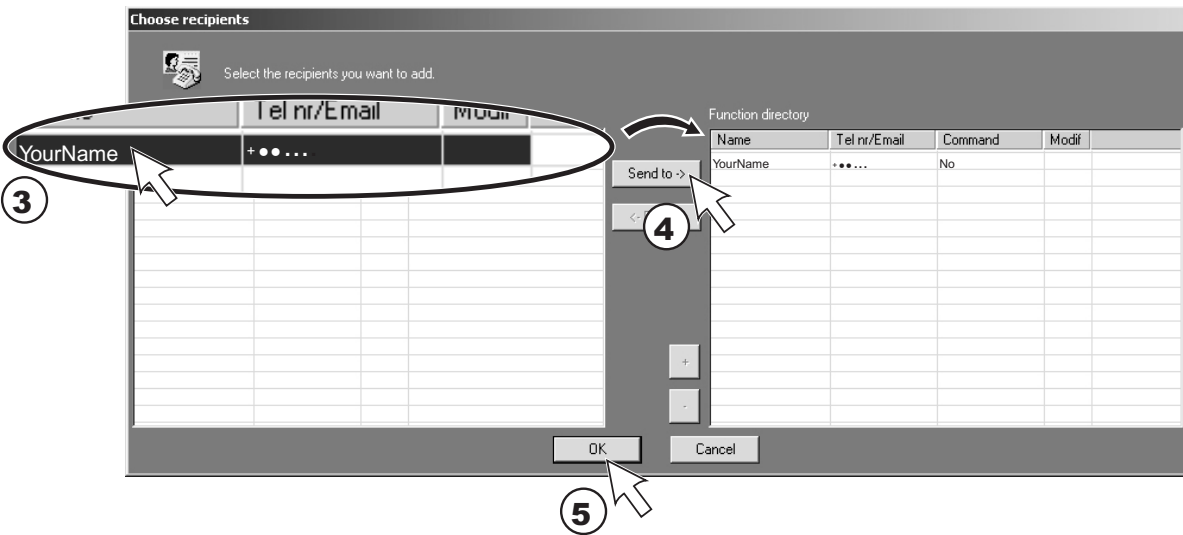 Choose recipients
Select the recipients you want to add.
Tel nr/Email Modif
YourName +●●...
3
Send to ->
<-
4
Function directory
Name Tel nr/Email Command Modif
YourName +●●... No
+
-
OK Cancel
5